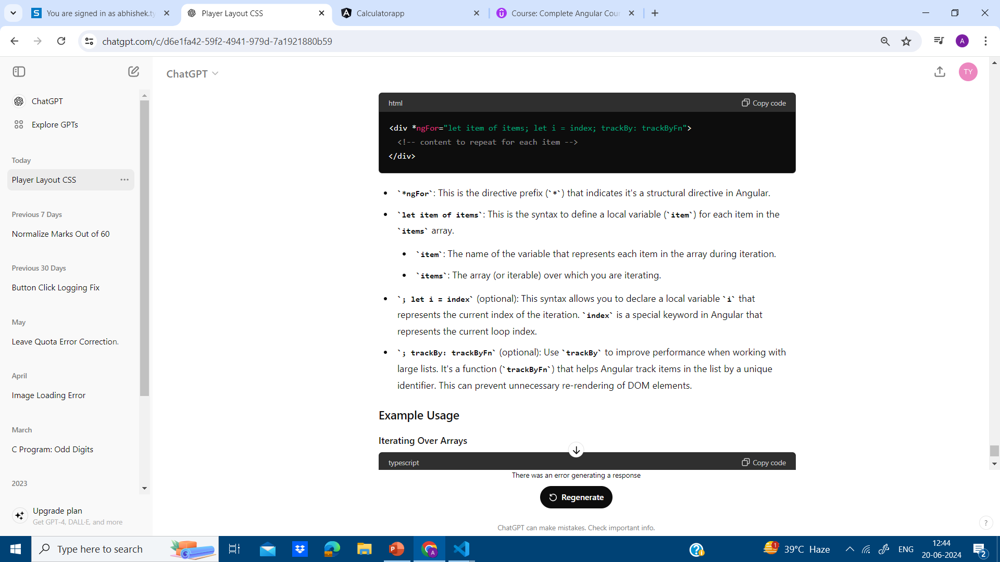 You are signed in as abhishek.ty
Player Layout CSS
Calculatorapp
Course: Complete Angular Cour
chatgpt.com/c/d6e1fa42-59f2-4941-979d-7a1921880b59
A
ChatGPT
TY
ChatGPT
Explore GPTs
Today
Player Layout CSS
Previous 7 Days
Normalize Marks Out of 60
Previous 30 Days
Button Click Logging Fix
May
Leave Quota Error Correction.
April
Image Loading Error
March
C Program: Odd Digits
2023
Upgrade plan
Get GPT-4, DALL·E, and more
html
Copy code
<div *ngFor="let item of items; let i = index; trackBy: trackByFn">
<!-- content to repeat for each item -->
</div>
• `*ngFor`: This is the directive prefix (`*`) that indicates it's a structural directive in Angular.
• `let item of items`: This is the syntax to define a local variable (`item`) for each item in the
`items` array.
• `item`: The name of the variable that represents each item in the array during iteration.
• `items`: The array (or iterable) over which you are iterating.
• `; let i = index` (optional): This syntax allows you to declare a local variable `i` that
represents the current index of the iteration. `index` is a special keyword in Angular that
represents the current loop index.
• `; trackBy: trackByFn` (optional): Use `trackBy` to improve performance when working with
large lists. It's a function (`trackByFn`) that helps Angular track items in the list by a unique
identifier. This can prevent unnecessary re-rendering of DOM elements.
Example Usage
Iterating Over Arrays
typescript
Copy code
There was an error generating a response
Regenerate
ChatGPT can make mistakes. Check important info.
?
Type here to search
1
39°C Haze
ENG
12:44
20-06-2024
2